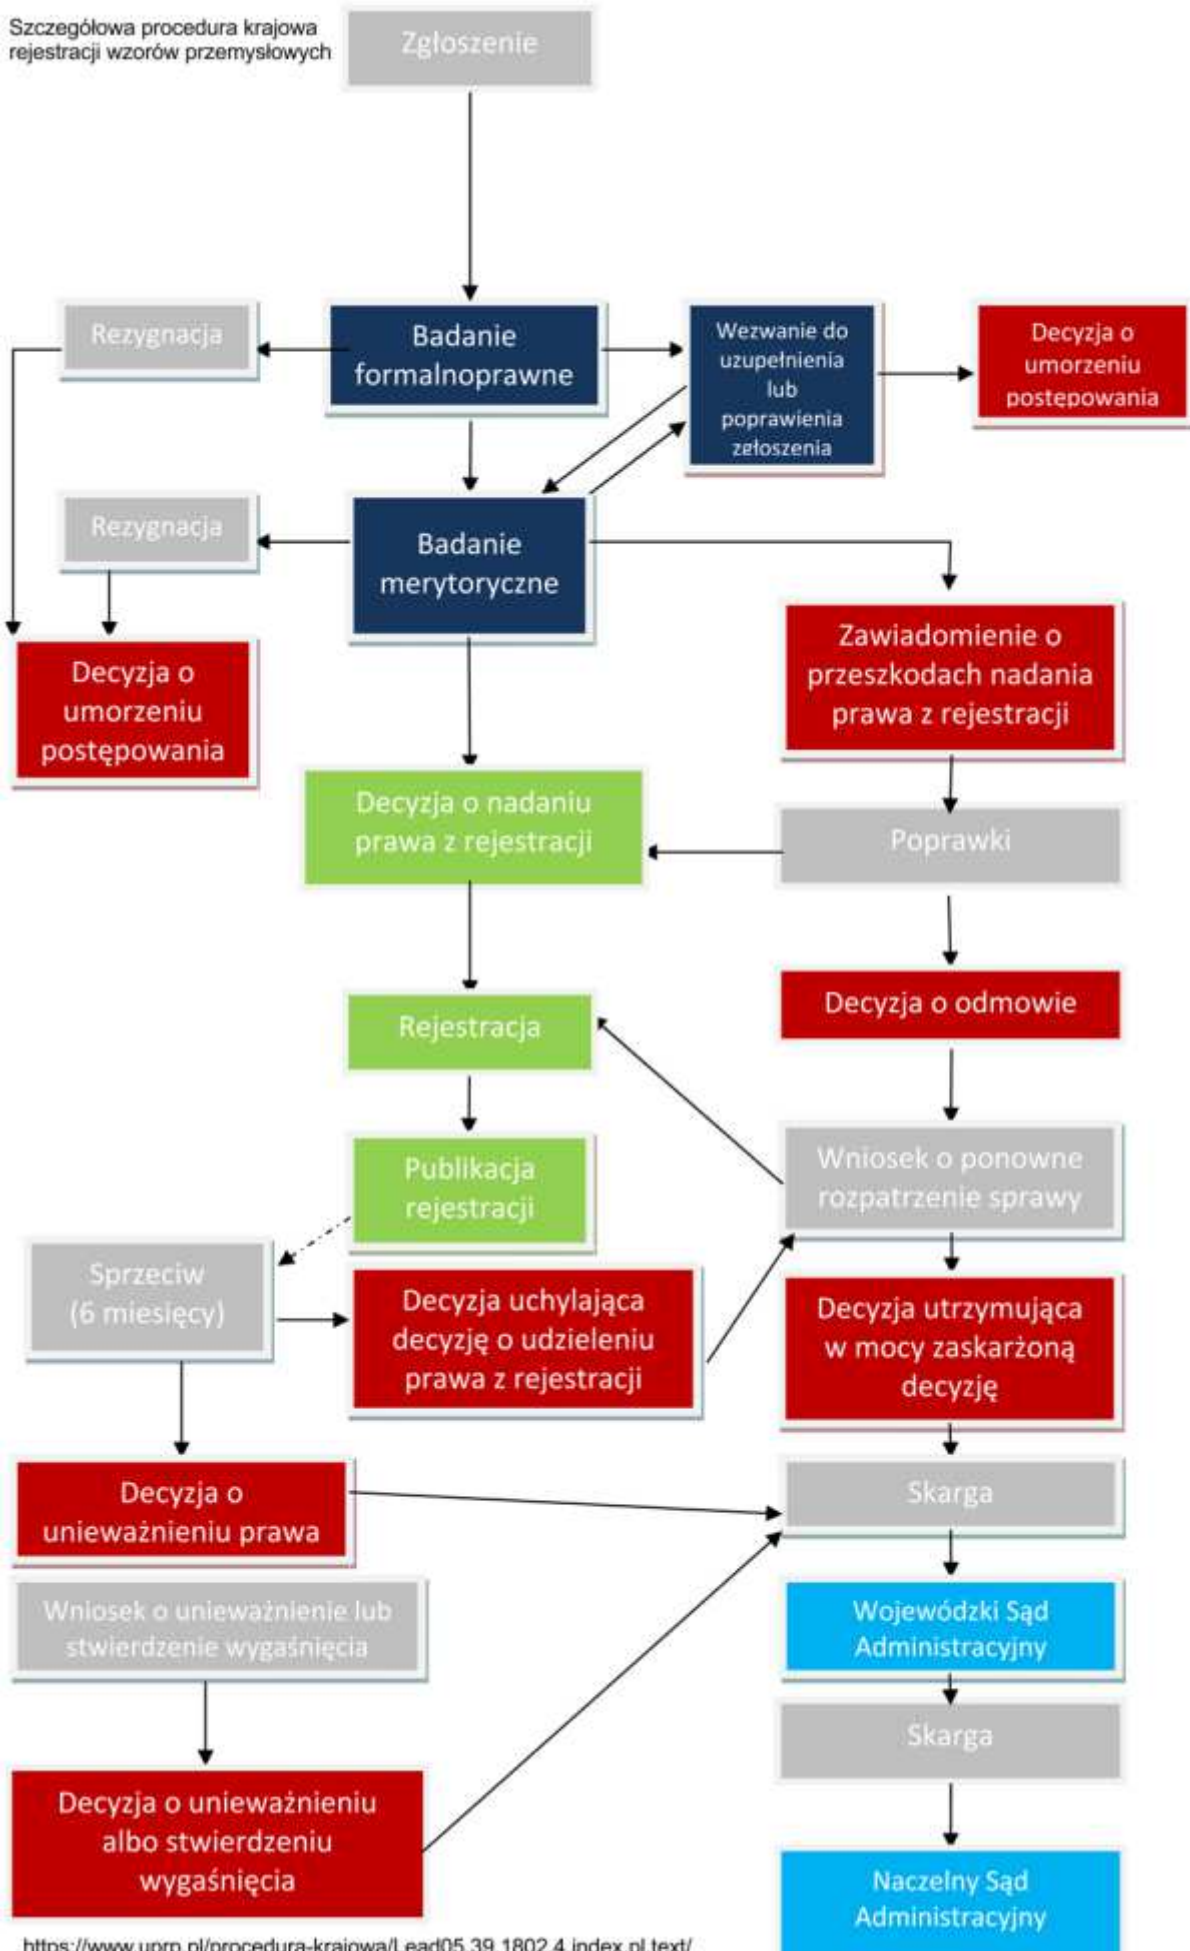 Szczegółowa procedura krajowa
rejestracji wzorów przemysłowych
Zgłoszenie
Rezygnacja
Badanie
formalnoprawne
Wezwanie do
uzupełnienia
lub
poprawienia
zgłoszenia
Decyzja o
umorzeniu
postępowania
Rezygnacja
Badanie
merytoryczne
Decyzja o
umorzeniu
postępowania
Zawiadomienie o
przeszkodach nadania
prawa z rejestracji
Decyzja o nadaniu
prawa z rejestracji
Poprawki
Decyzja o odmowie
Rejestracja
Wniosek o ponowne
rozpatrzenie sprawy
Publikacja
rejestracji
Sprzeciw
(6 miesięcy)
Decyzja uchylająca
decyzję o udzieleniu
prawa z rejestracji
Decyzja utrzymująca
w mocy zaskarżoną
decyzję
Decyzja o
unieważnieniu prawa
Skarga
Wniosek o unieważnienie lub
stwierdzenie wygaśnięcia
Wojewódzki Sąd
Administracyjny
Skarga
Decyzja o unieważnieniu
albo stwierdzeniu
wygaśnięcia
Naczelny Sąd
Administracyjny
https://www.uprp.pl/procedura-krajowa/Lead05,39,1802,4,index,pl,text/